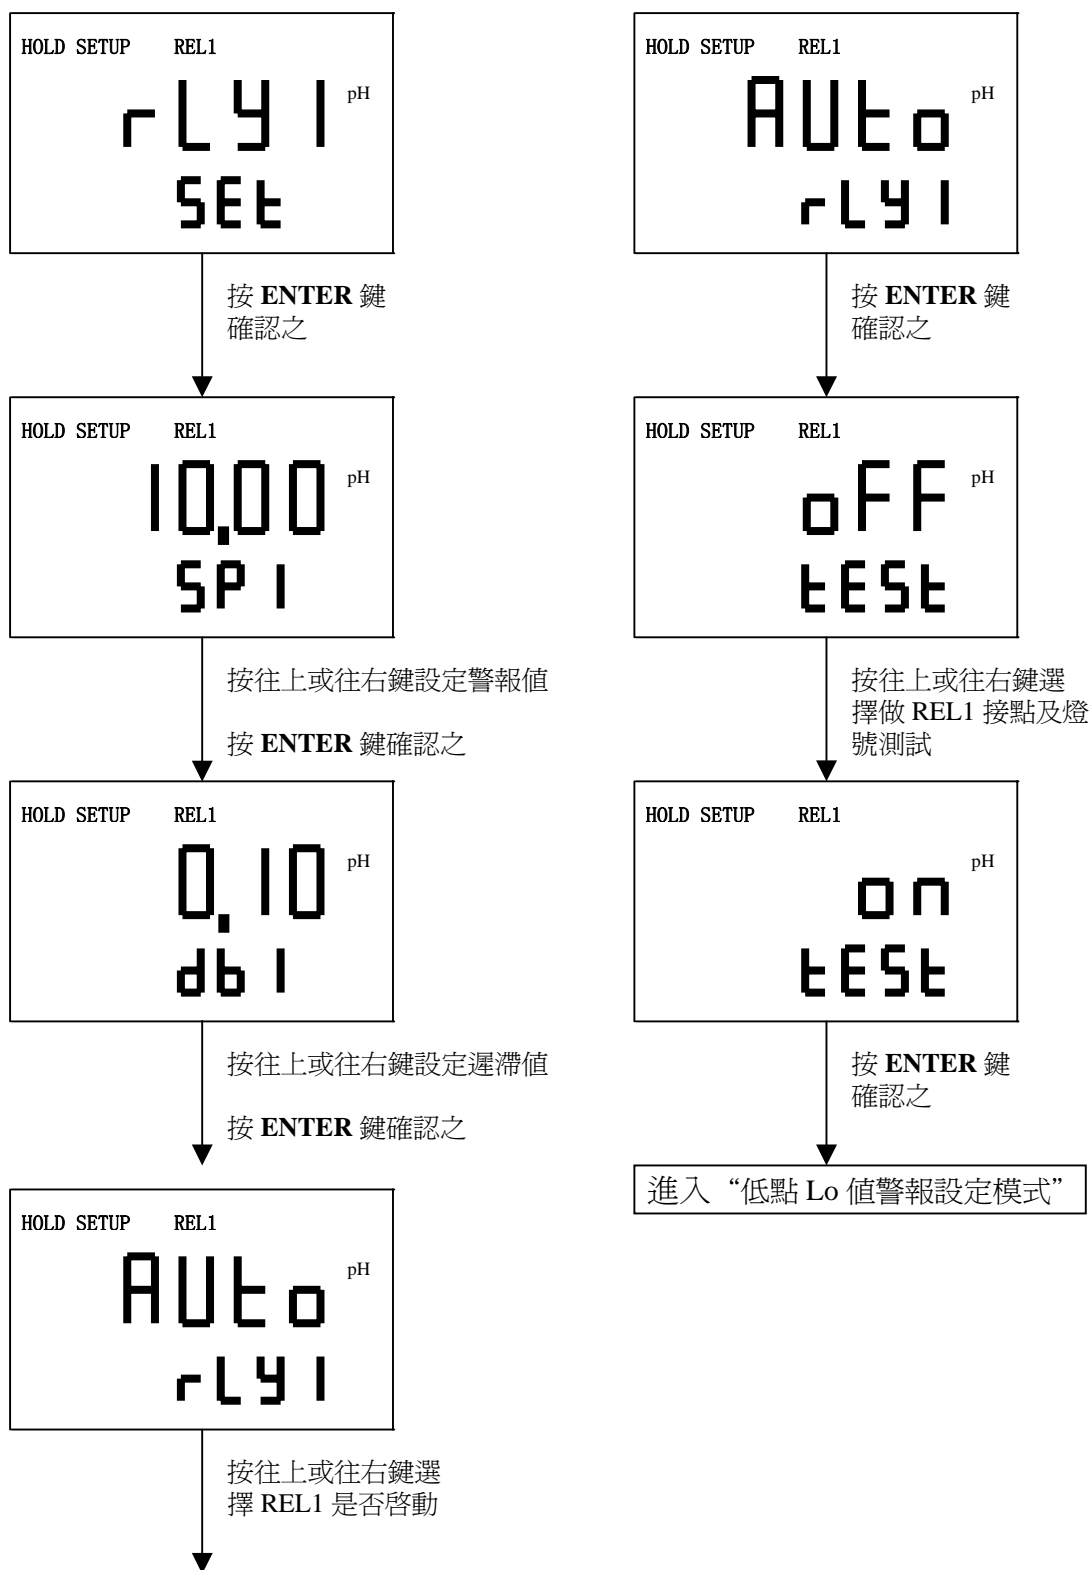 HOLD SETUP REL1
rLY1 pH
SEt
按 ENTER 鍵
確認之
HOLD SETUP REL1
10.00 pH
SP1
按往上或往右鍵設定警報値
按 ENTER 鍵確認之
HOLD SETUP REL1
0.10 pH
db1
按往上或往右鍵設定遲滯値
按 ENTER 鍵確認之
HOLD SETUP REL1
AUto pH
rLY1
按往上或往右鍵選
擇 REL1 是否啓動
HOLD SETUP REL1
AUto pH
rLY1
按 ENTER 鍵
確認之
HOLD SETUP REL1
oFF pH
tESt
按往上或往右鍵選
擇做 REL1 接點及燈
號測試
HOLD SETUP REL1
on pH
tESt
按 ENTER 鍵
確認之
進入“低點 Lo 値警報設定模式”